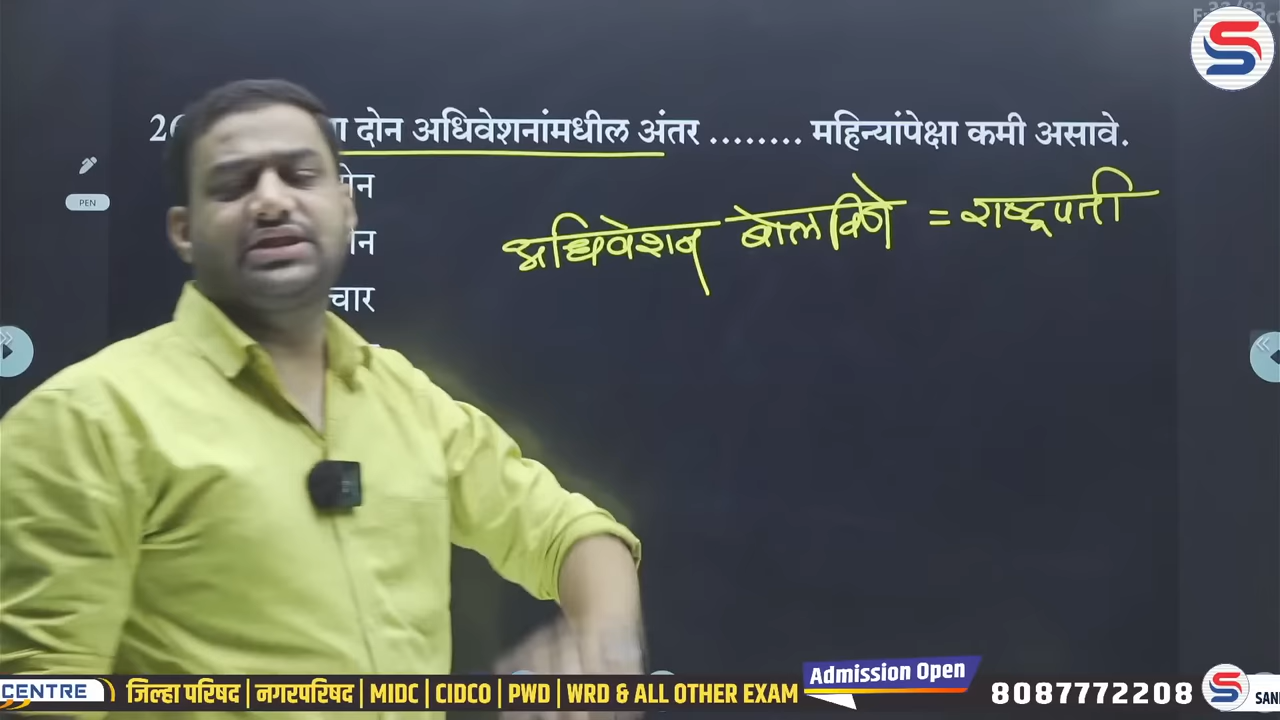 दोन अधिवेशनांमधील अंतर ........ महिन्यांपेक्षा कमी असावे.
PEN
चार
अधिवेशन बोलविणे = राष्ट्रपती
CENTRE
जिल्हा परिषद | नगरपरिषद | MIDC | CIDCO | PWD | WRD & ALL OTHER EXAM
Admission Open
8087772208
S